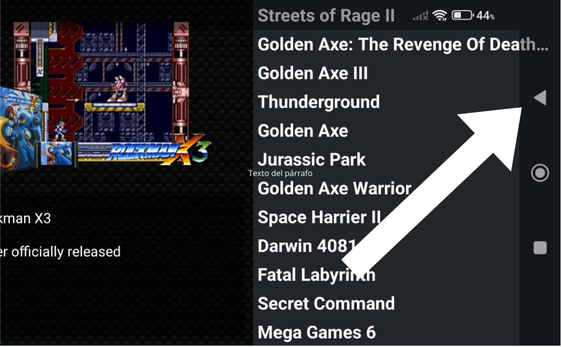 Streets of Rage II
44%
Golden Axe: The Revenge Of Death...
Golden Axe III
Thunderground
Golden Axe
Jurassic Park
Texto del párrafo
Golden Axe Warrior
Space Harrier II
Darwin 4081
Fatal Labyrinth
Secret Command
Mega Games 6
ROCKMAN X3
kman X3
er officially released